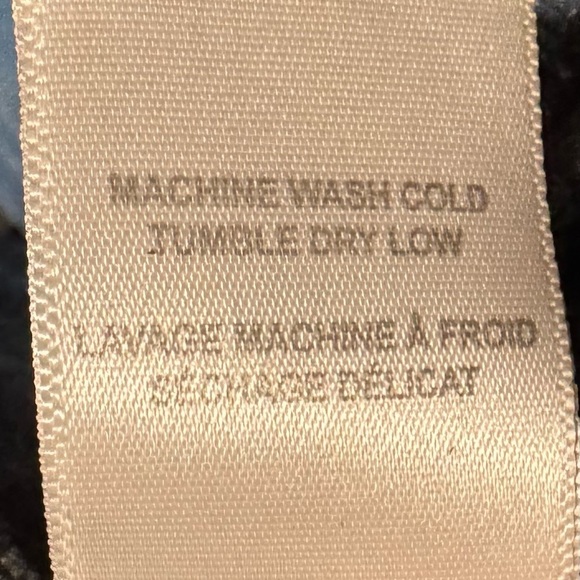 MACHINE WASH COLD
TUMBLE DRY LOW
LAVAGE MACHINE À FROID
SÉCHAGE DÉLICAT